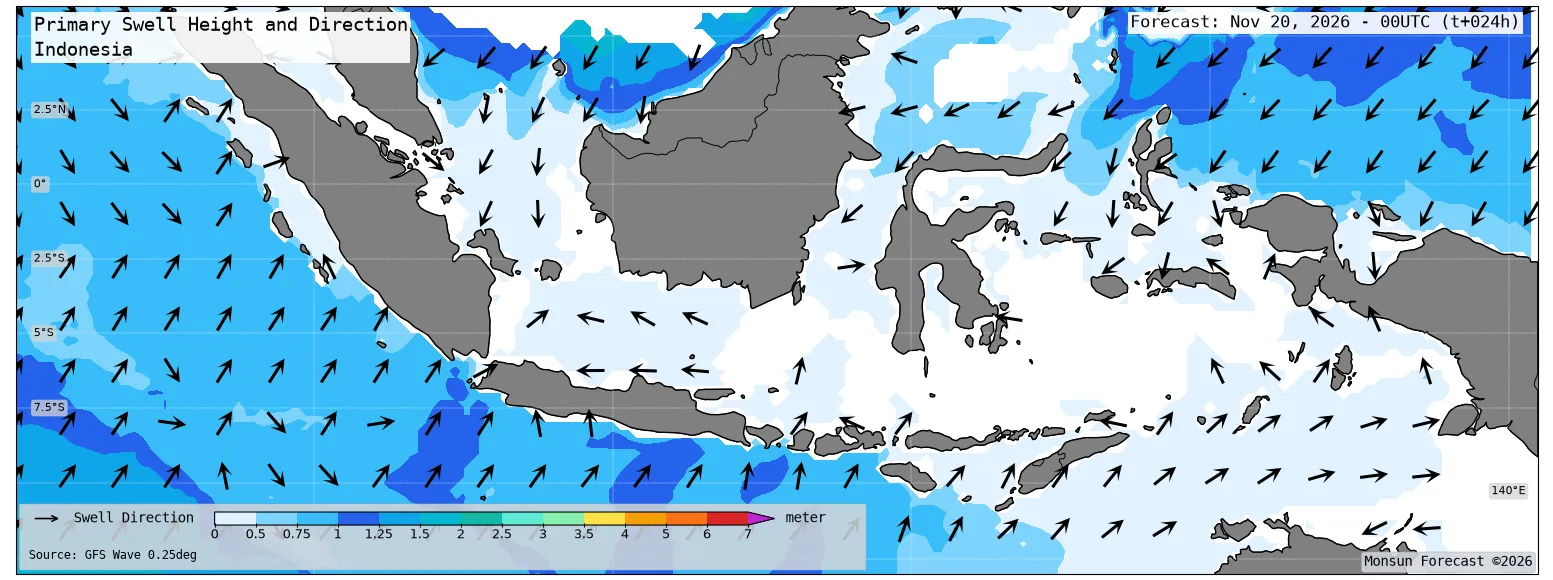 Primary Swell Height and Direction
Indonesia
Forecast: Nov 20, 2026 - 00UTC (t+024h)
2.5°N
0°
2.5°S
5°S
7.5°S
140°E
Swell Direction
0 0.5 0.75 1 1.25 1.5 2 2.5 3 3.5 4 5 6 7
meter
Source: GFS Wave 0.25deg
Monsun Forecast ©2026